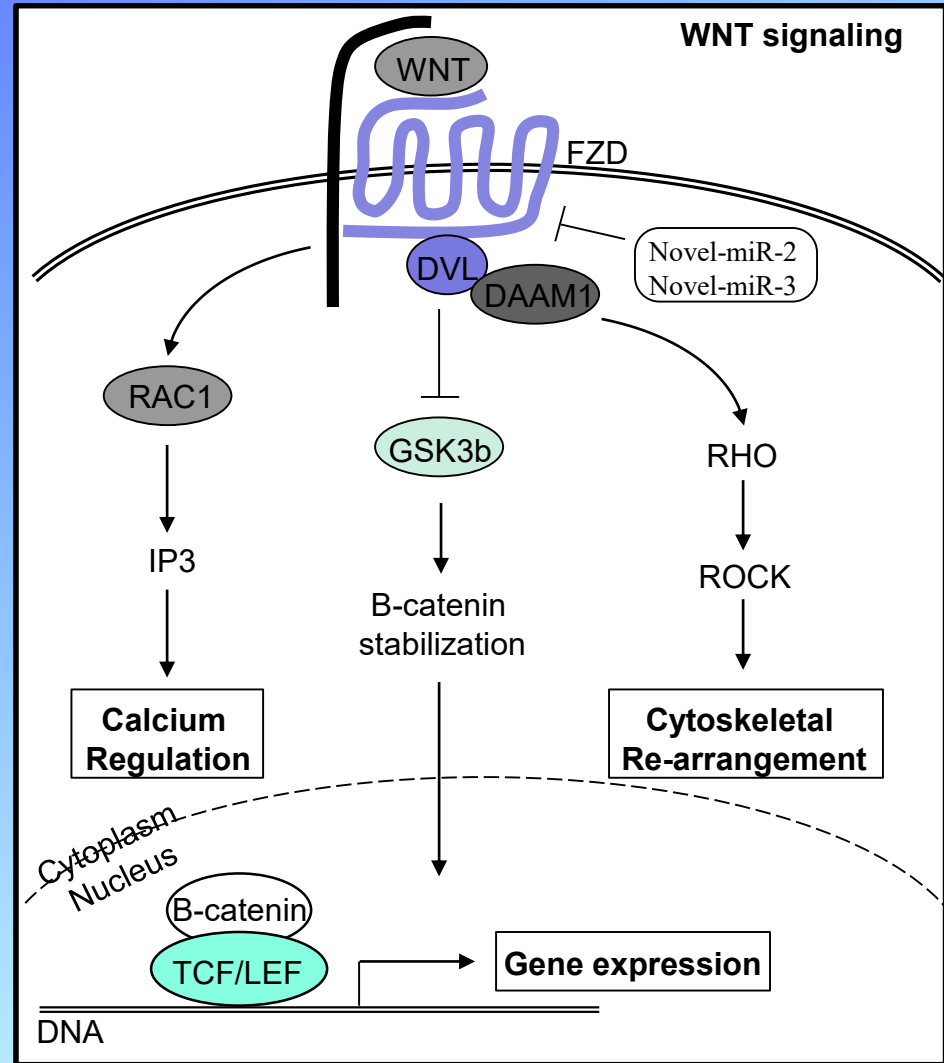 WNT signaling
WNT
FZD
Novel-miR-2
Novel-miR-3
DVL
DAAM1
RAC1
GSK3b
RHO
IP3
ROCK
B-catenin
stabilization
Calcium
Regulation
Cytoskeletal
Re-arrangement
Cytoplasm
Nucleus
B-catenin
TCF/LEF
Gene expression
DNA